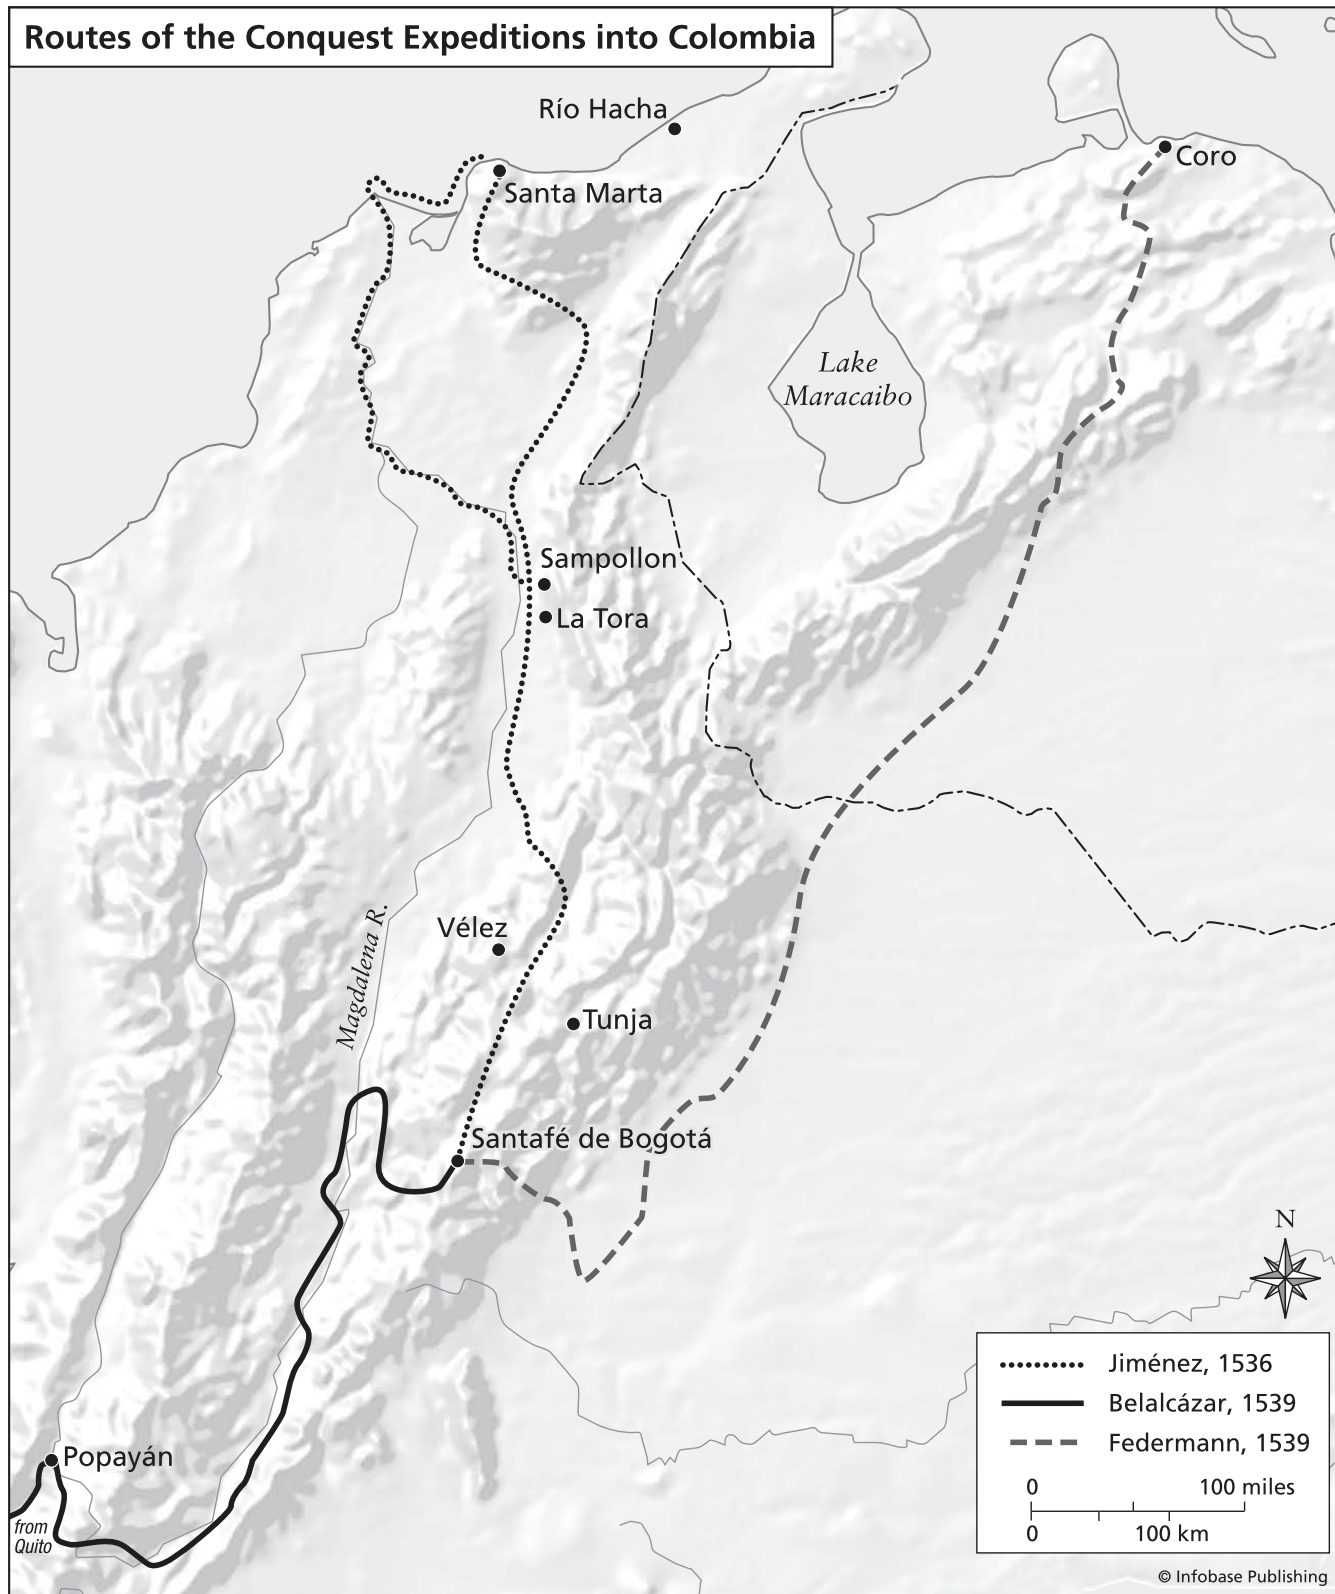 Routes of the Conquest Expeditions into Colombia
Río Hacha
Coro
Santa Marta
Lake
Maracaibo
Sampollon
La Tora
Vélez
Magdalena R.
Tunja
Santafé de Bogotá
N
Popayán
from
Quito
Jiménez, 1536
Belalcázar, 1539
Federmann, 1539
0 100 miles
0 100 km
© Infobase Publishing